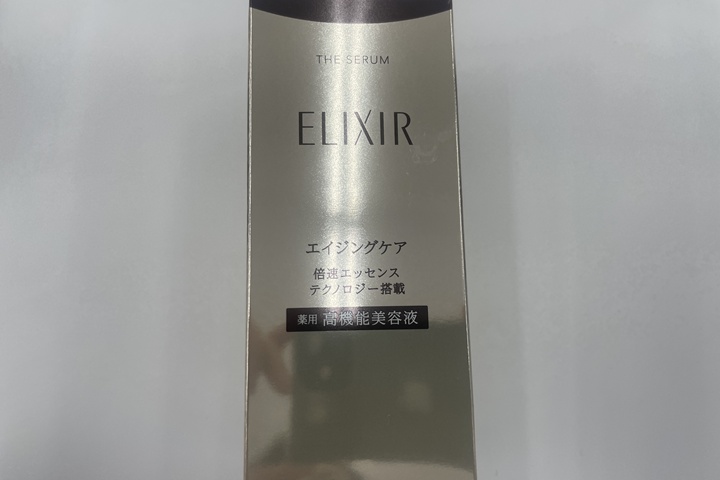 THE SERUM
ELIXIR
エイジングケア
倍速エッセンス
テクノロジー搭載
薬用 高機能美容液